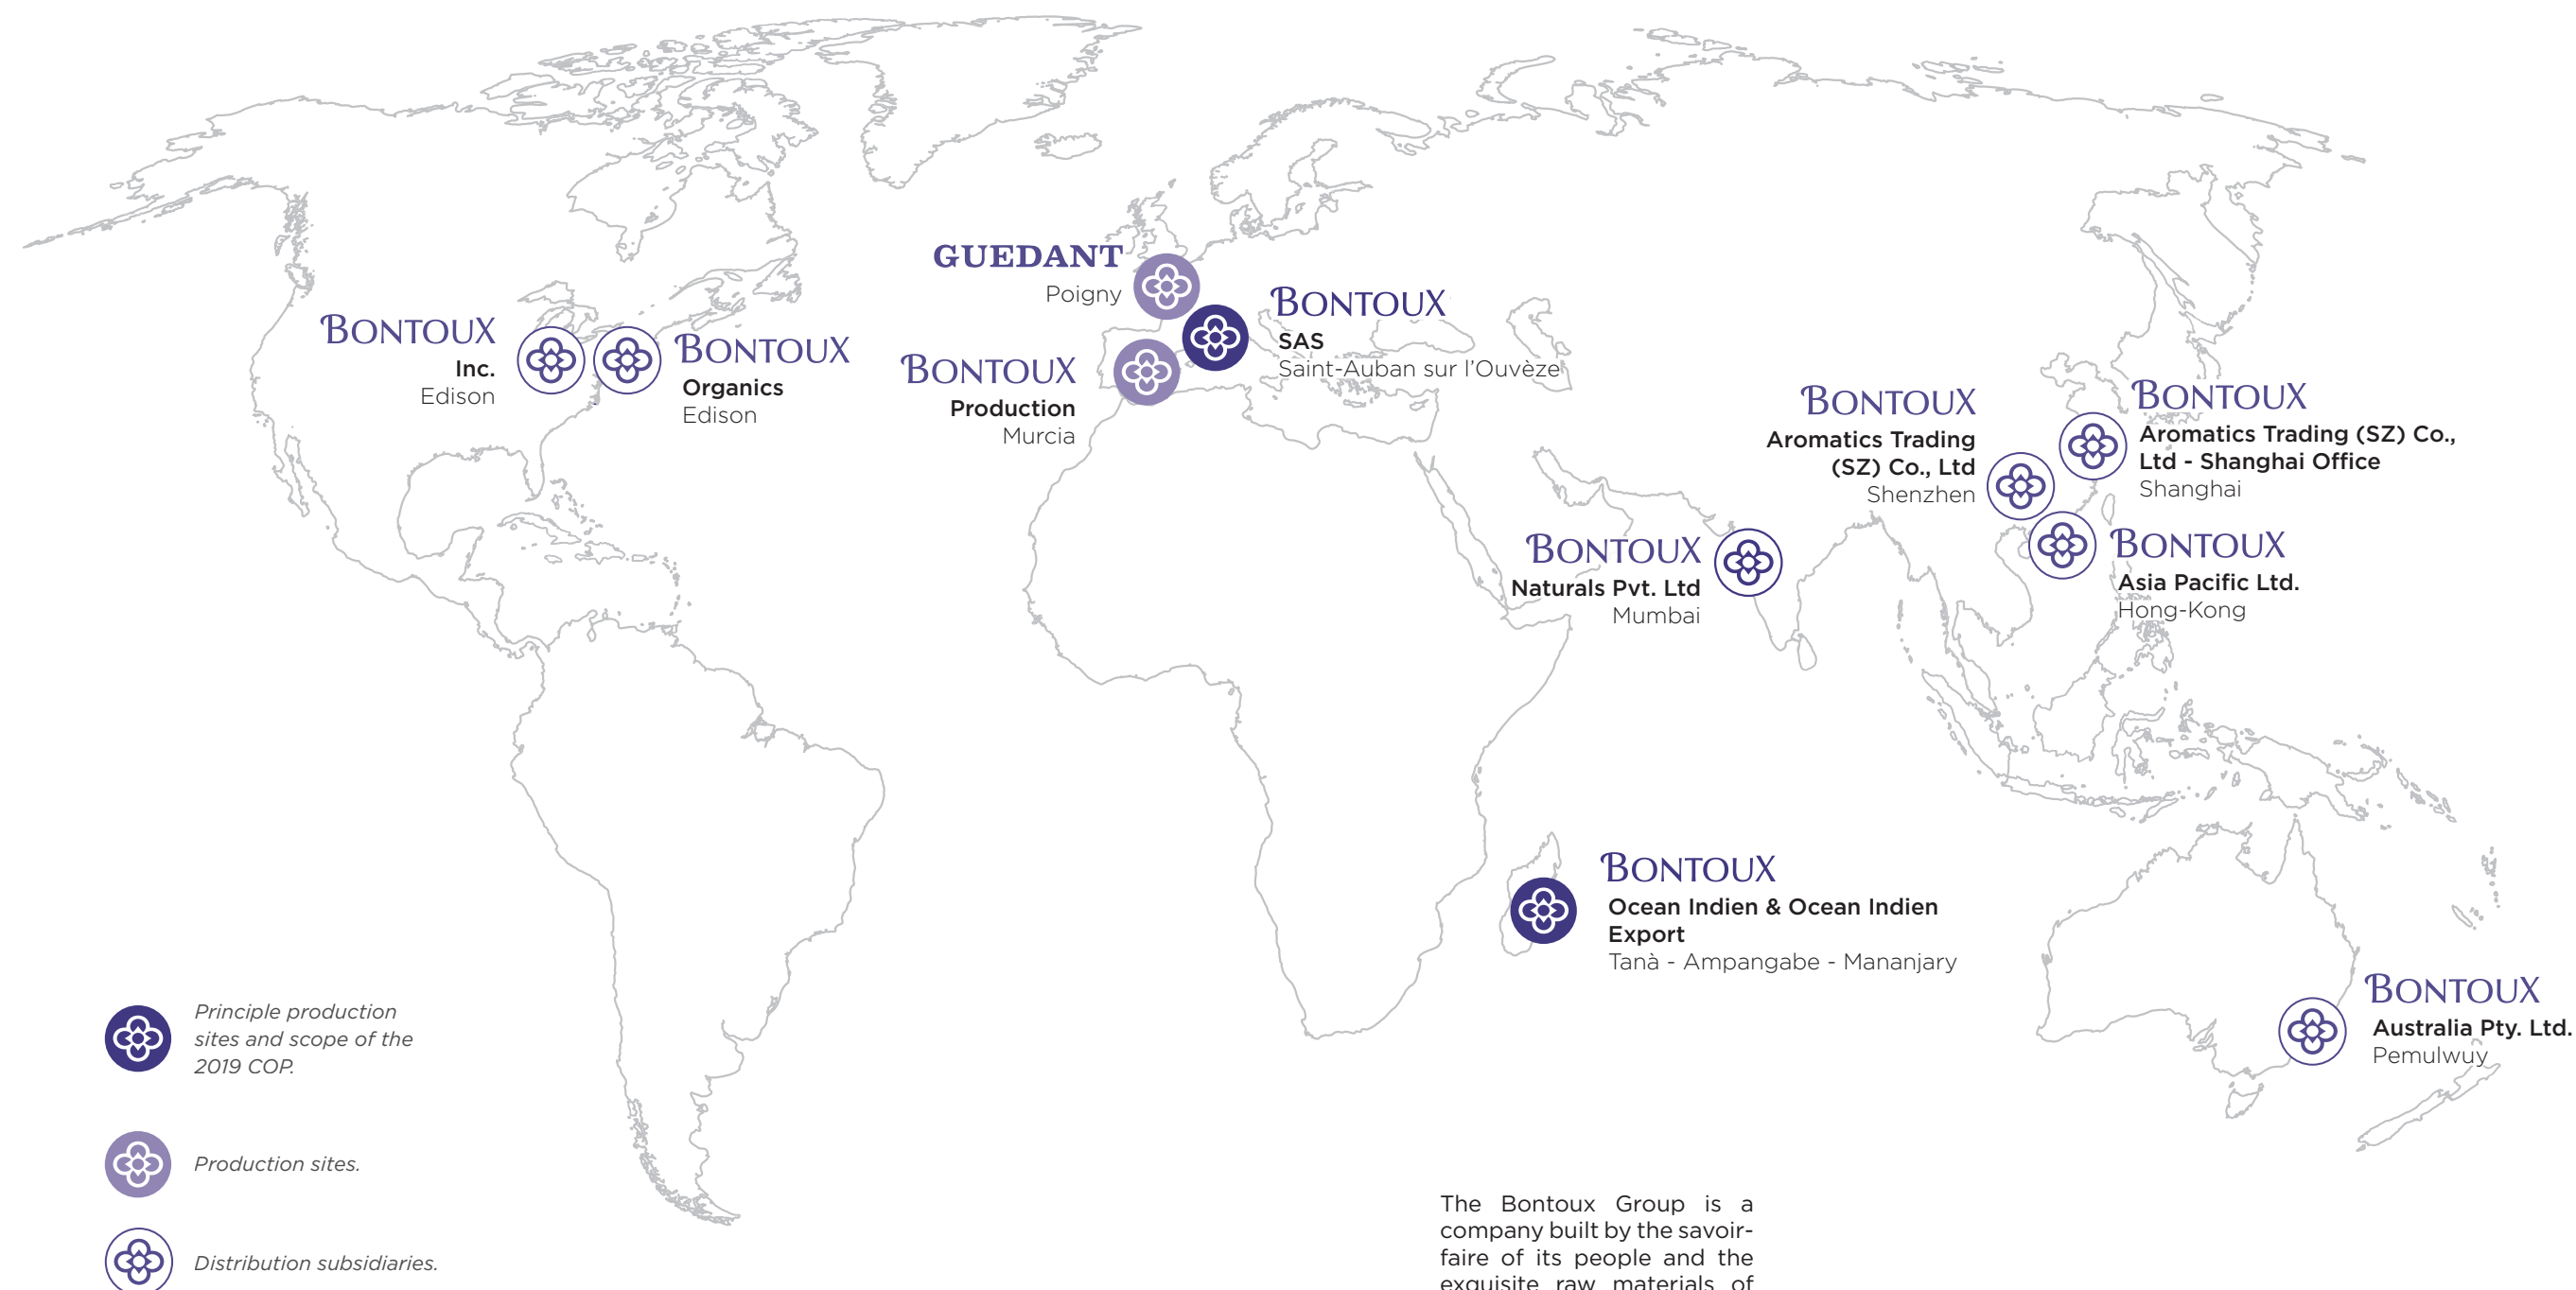 GUEDANT
Poigny
BONTOUX
SAS
Saint-Auban sur l'Ouvèze
BONTOUX
Inc.
Edison
BONTOUX
Organics
Edison
BONTOUX
Production
Murcia
BONTOUX
Aromatics Trading
(SZ) Co., Ltd
Shenzhen
BONTOUX
Aromatics Trading (SZ) Co.,
Ltd - Shanghai Office
Shanghai
BONTOUX
Naturals Pvt. Ltd
Mumbai
BONTOUX
Asia Pacific Ltd.
Hong-Kong
BONTOUX
Ocean Indien & Ocean Indien
Export
Tanà - Ampangabe - Mananjary
BONTOUX
Australia Pty. Ltd.
Pemulwuy
Principle production
sites and scope of the
2019 COP.
Production sites.
Distribution subsidiaries.
The Bontoux Group is a
company built by the savoir-
faire of its people and the
exquisite raw materials of